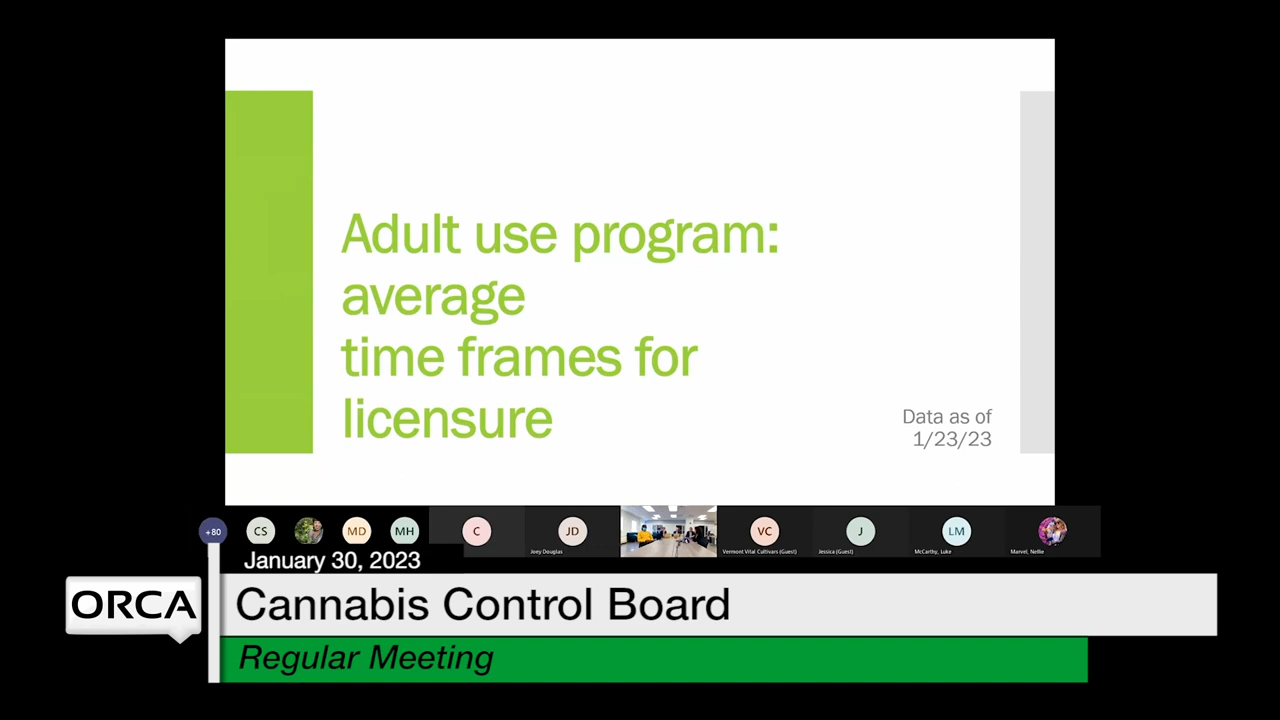 Adult use program:
average
time frames for
licensure
Data as of
1/23/23
+80
CS
MD
MH
C
JD
VC
J
LM
Joey Douglas
Vermont Vital Cultivars (Guest)
Jessica (Guest)
McCarthy, Luke
Marvel, Nellie
January 30, 2023
ORCA
Cannabis Control Board
Regular Meeting